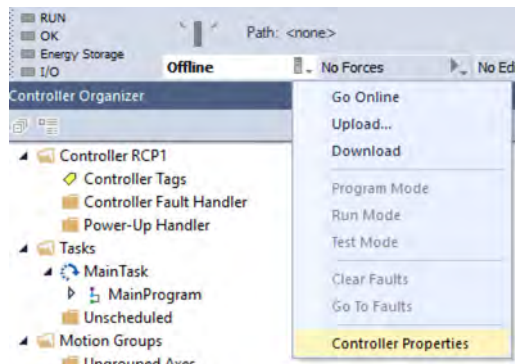 RUN
OK
Energy Storage
I/O
Path: <none>
Offline
No Forces
No Ed
Controller Organizer
Go Online
Upload...
Download
Program Mode
Run Mode
Test Mode
Clear Faults
Go To Faults
Controller Properties
Controller RCP1
Controller Tags
Controller Fault Handler
Power-Up Handler
Tasks
MainTask
MainProgram
Unscheduled
Motion Groups
Ungrouped Axes